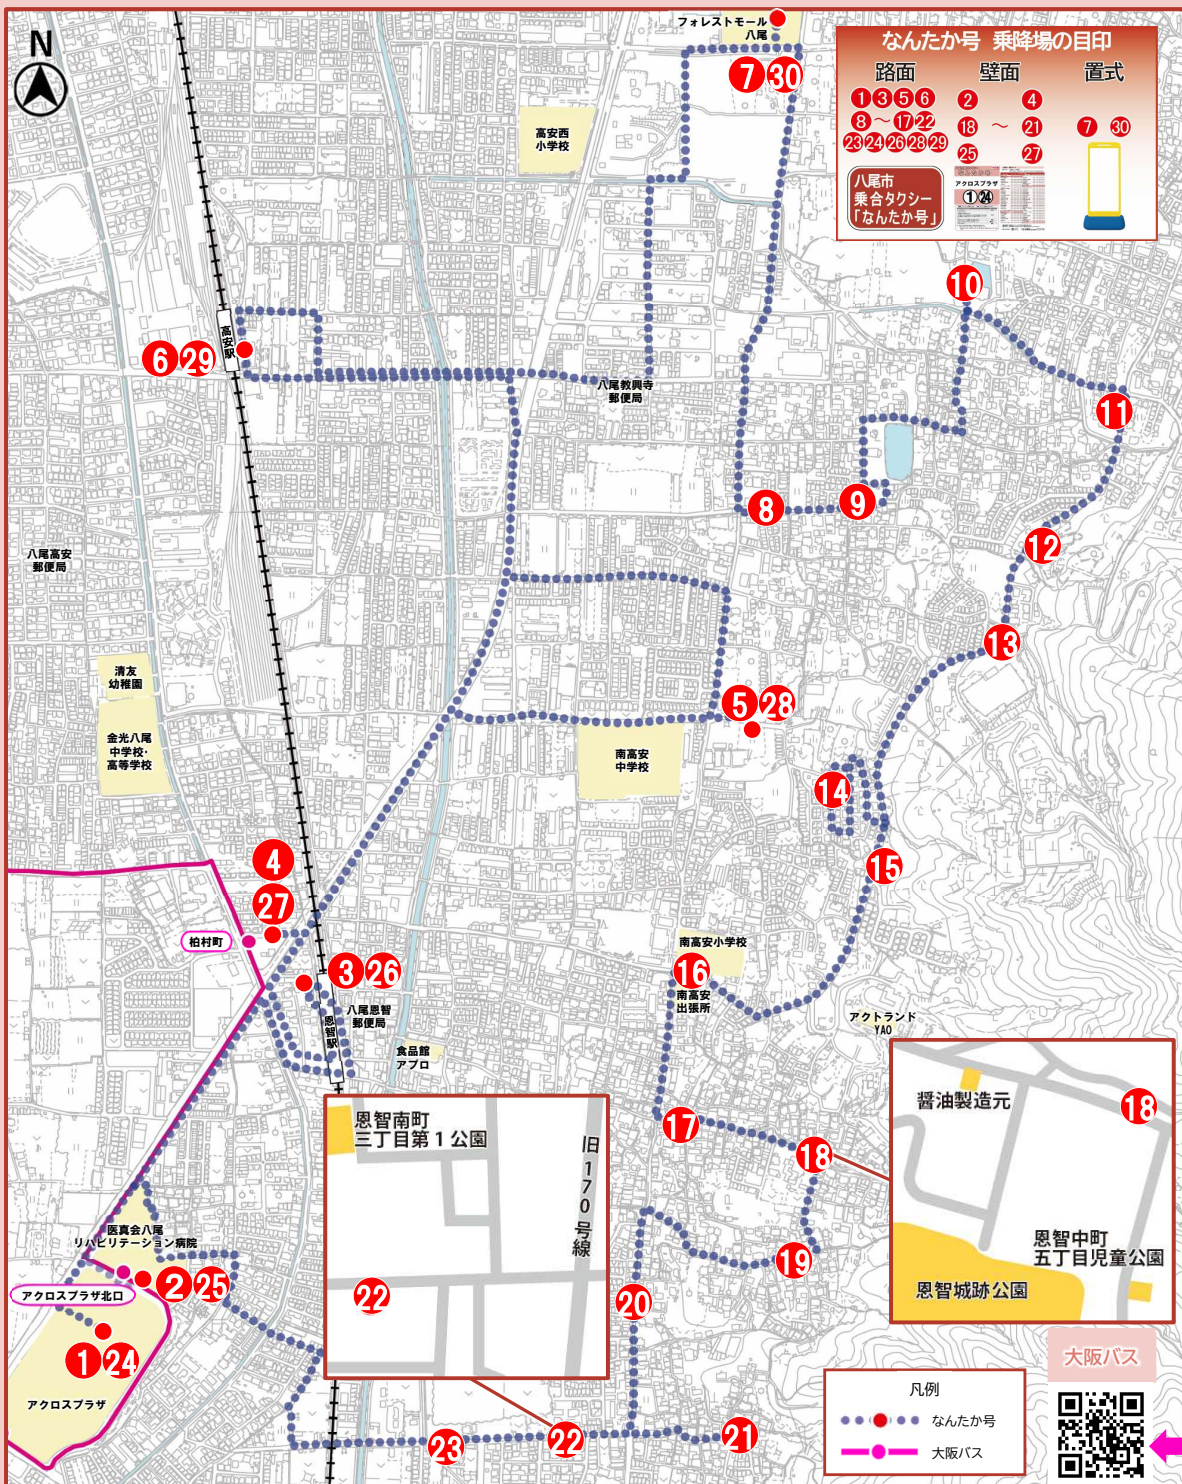 N
フォレストモール
八尾
7 30
なんたか号 乗降場の目印
路面 壁面 置式
1 3 5 6
8 ～ 17 22
23 24 26 28 29
2 4
18 ～ 21
25 27
7 30
八尾市
乗合タクシー
「なんたか号」
アクロスプラザ
1 24
高安西
小学校
10
高安駅
6 29
八尾教興寺
郵便局
11
8
9
12
八尾高安
郵便局
13
清友
幼稚園
5 28
金光八尾
中学校・
高等学校
南高安
中学校
14
4
27
15
柏村町
南高安小学校
3 26
16
南高安
出張所
八尾恩智
郵便局
恩智駅
アクトランド
YAO
食品館
アプロ
恩智南町
三丁目第1公園
旧170号線
22
17
18
醤油製造元
18
恩智中町
五丁目児童公園
恩智城跡公園
医真会八尾
リハビリテーション病院
19
2 25
アクロスプラザ北口
20
1 24
アクロスプラザ
大阪バス
凡例
なんたか号
大阪バス
23
22
21